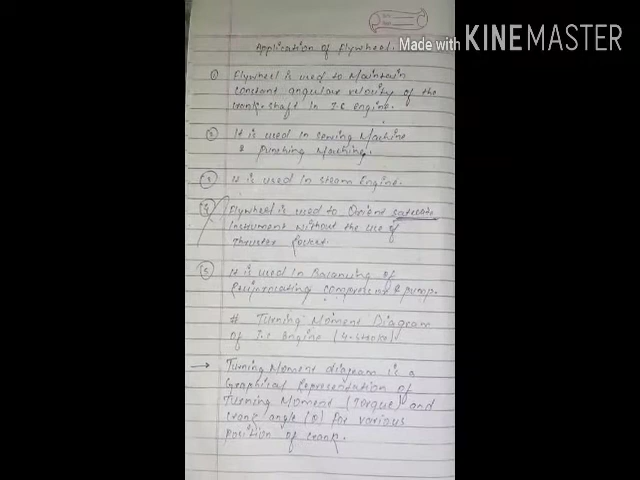 Made with KINEMASTER
Application of Flywheel.
① Flywheel is used to Maintain
constant angular velocity of the
crank-shaft in I.C engine.
② It is used in sewing Machine
& punching Machine.
③ It is used in steam Engine.
④ Flywheel is used to Orient satellite
instrument without the use of
thruster rocket.
⑤ It is used in Balancing of
Reciprocating compressor & pump.
# Turning Moment Diagram
of I.C Engine (4-stroke).
→ Turning Moment diagram is a
Graphical Representation of
Turning Moment (Torque) and
crank angle (θ) for various
position of crank.